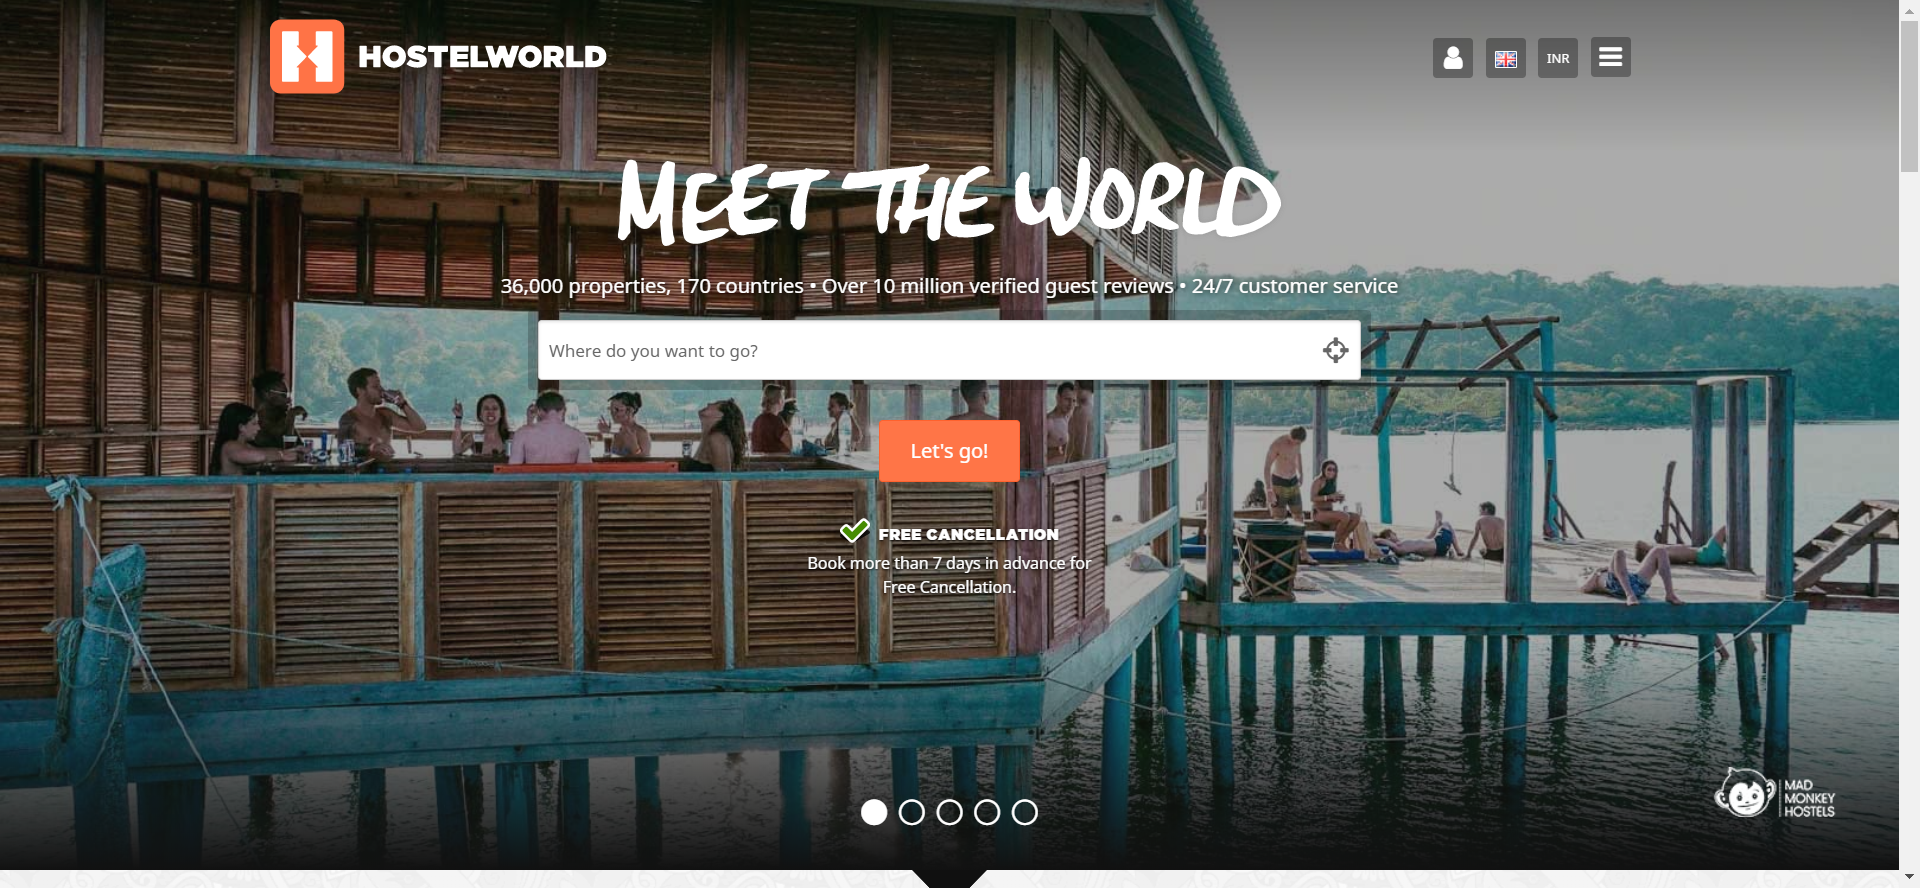 HOSTELWORLD
INR
MEET THE WORLD
36,000 properties, 170 countries • Over 10 million verified guest reviews • 24/7 customer service
Where do you want to go?
Let's go!
FREE CANCELLATION
Book more than 7 days in advance for
Free Cancellation.
MAD
MONKEY
HOSTELS